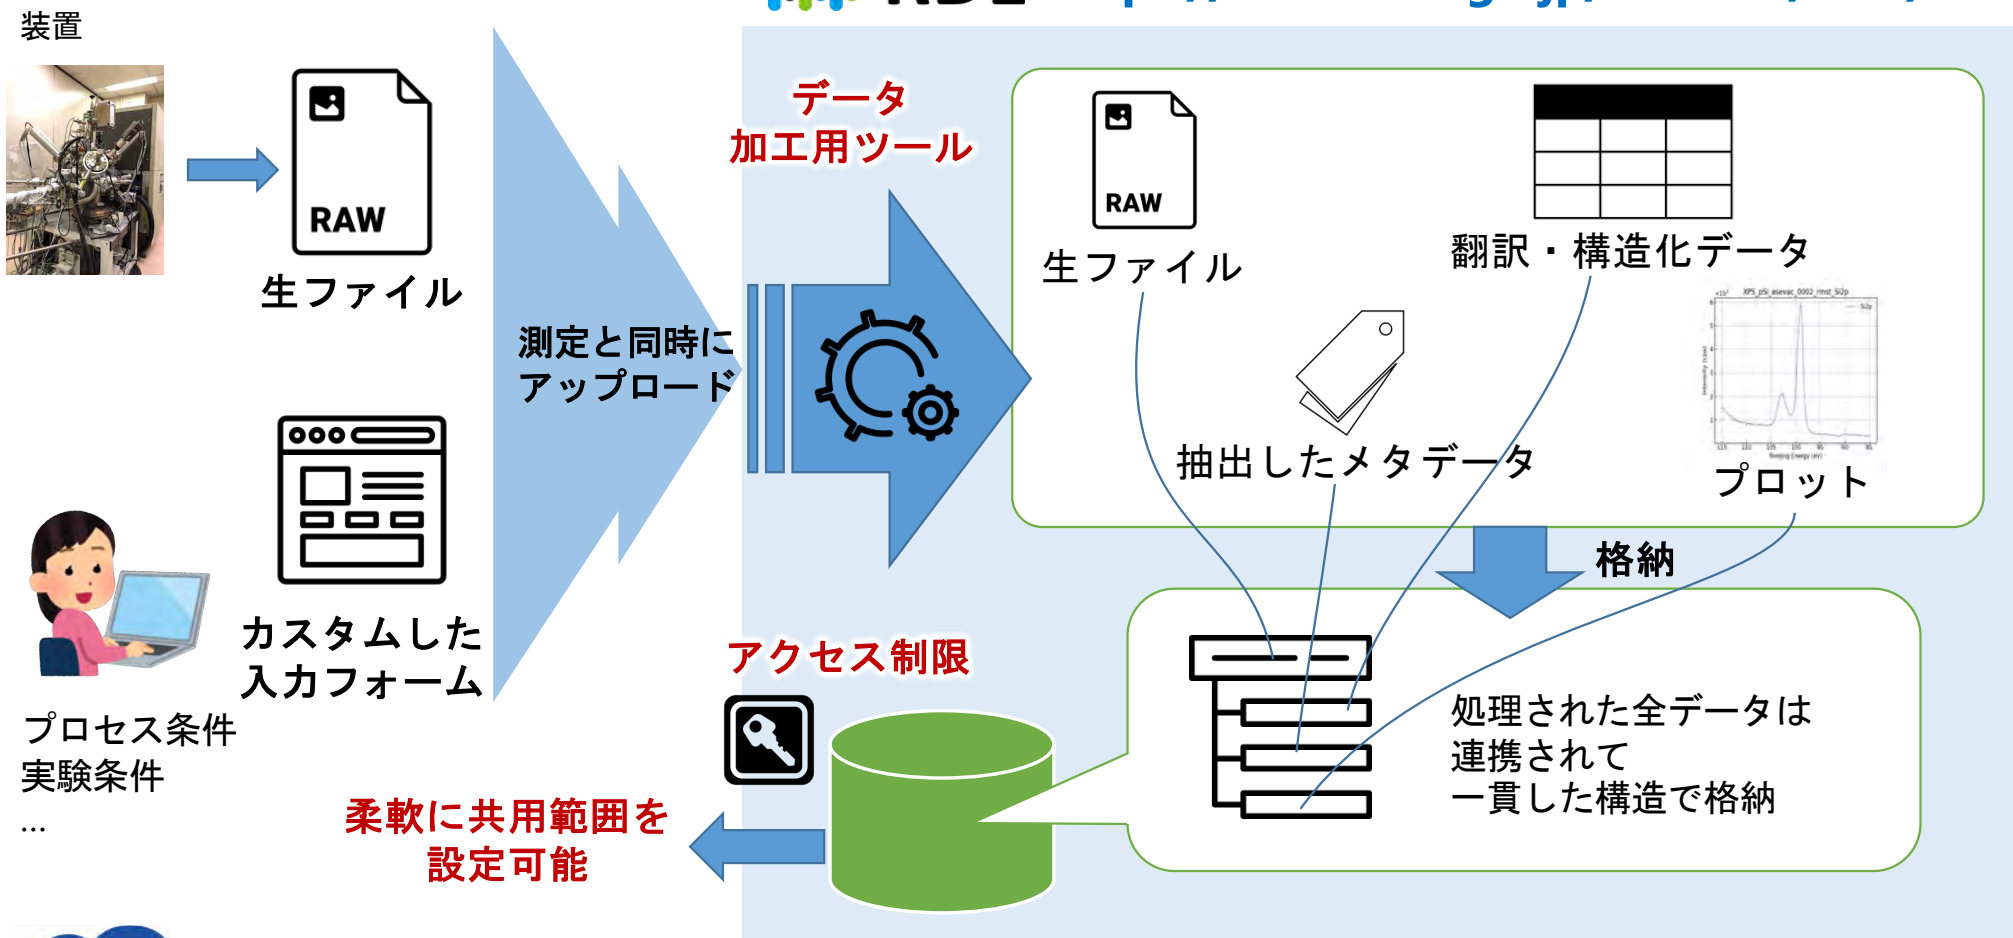 装置
RAW
生ファイル
カスタムした
入力フォーム
プロセス条件
実験条件
...
測定と同時に
アップロード
データ
加工用ツール
RAW
生ファイル
翻訳・構造化データ
抽出したメタデータ
XPS_pSi_asevac_0002_rmst_Si2p
Si2p
Binding Energy (eV)
プロット
格納
アクセス制限
処理された全データは
連携されて
一貫した構造で格納
柔軟に共用範囲を
設定可能